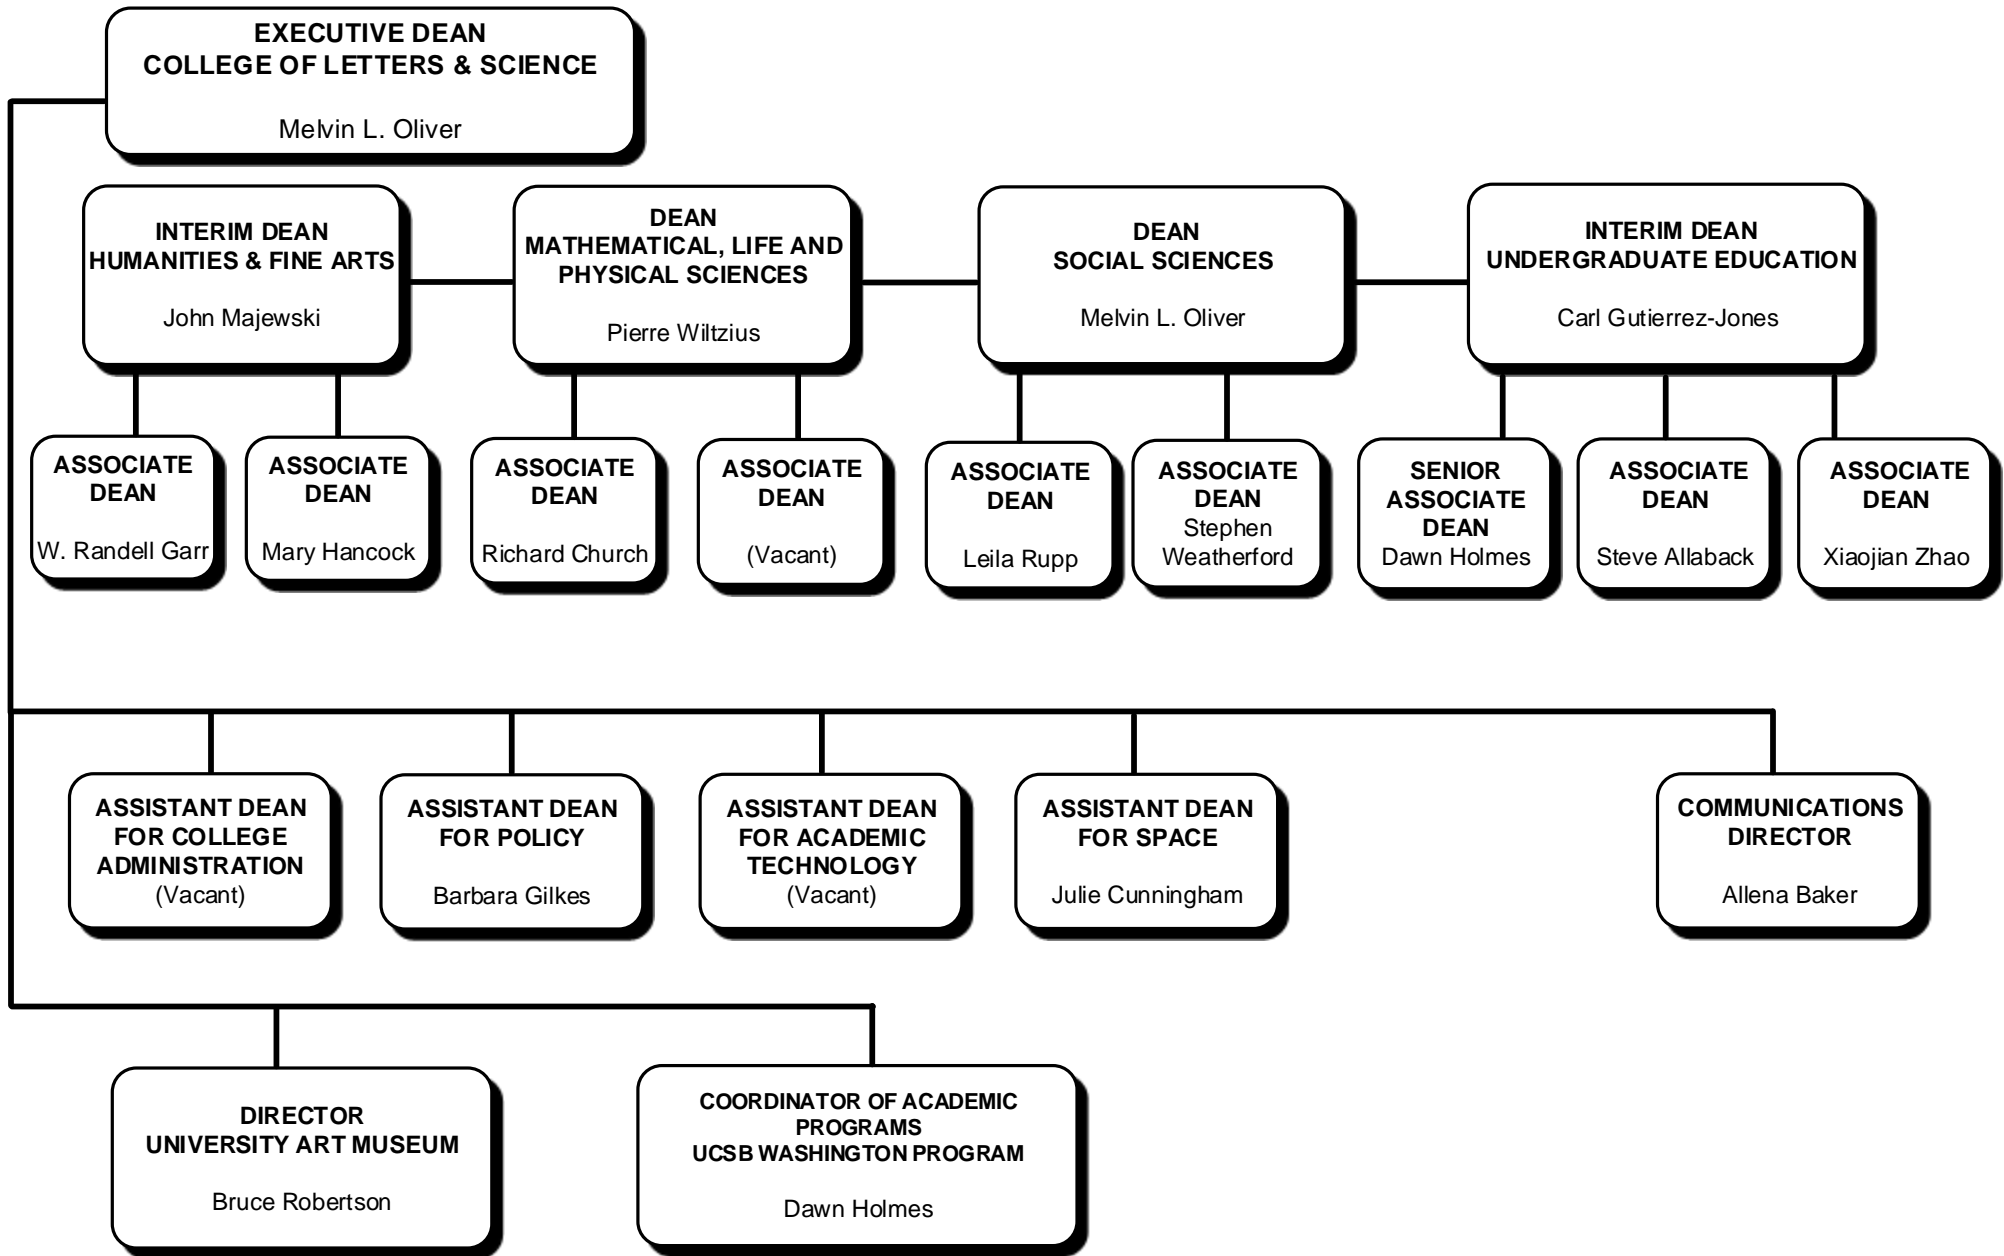 EXECUTIVE DEAN
COLLEGE OF LETTERS & SCIENCE
Melvin L. Oliver
INTERIM DEAN
HUMANITIES & FINE ARTS
John Majewski
DEAN
MATHEMATICAL, LIFE AND
PHYSICAL SCIENCES
Pierre Wiltzius
DEAN
SOCIAL SCIENCES
Melvin L. Oliver
INTERIM DEAN
UNDERGRADUATE EDUCATION
Carl Gutierrez-Jones
ASSOCIATE
DEAN
W. Randell Garr
ASSOCIATE
DEAN
Mary Hancock
ASSOCIATE
DEAN
Richard Church
ASSOCIATE
DEAN
(Vacant)
ASSOCIATE
DEAN
Leila Rupp
ASSOCIATE
DEAN
Stephen
Weatherford
SENIOR
ASSOCIATE
DEAN
Dawn Holmes
ASSOCIATE
DEAN
Steve Allaback
ASSOCIATE
DEAN
Xiaojian Zhao
ASSISTANT DEAN
FOR COLLEGE
ADMINISTRATION
(Vacant)
ASSISTANT DEAN
FOR POLICY
Barbara Gilkes
ASSISTANT DEAN
FOR ACADEMIC
TECHNOLOGY
(Vacant)
ASSISTANT DEAN
FOR SPACE
Julie Cunningham
COMMUNICATIONS
DIRECTOR
Allena Baker
DIRECTOR
UNIVERSITY ART MUSEUM
Bruce Robertson
COORDINATOR OF ACADEMIC
PROGRAMS
UCSB WASHINGTON PROGRAM
Dawn Holmes